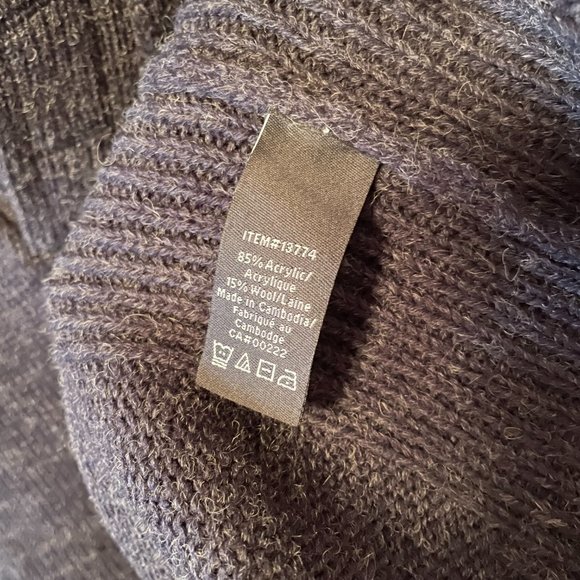 ITEM#13774
85% Acrylic/
Acrylique
15% Wool/Laine
Made in Cambodia/
Fabriqué au
Cambodge
CA#00222